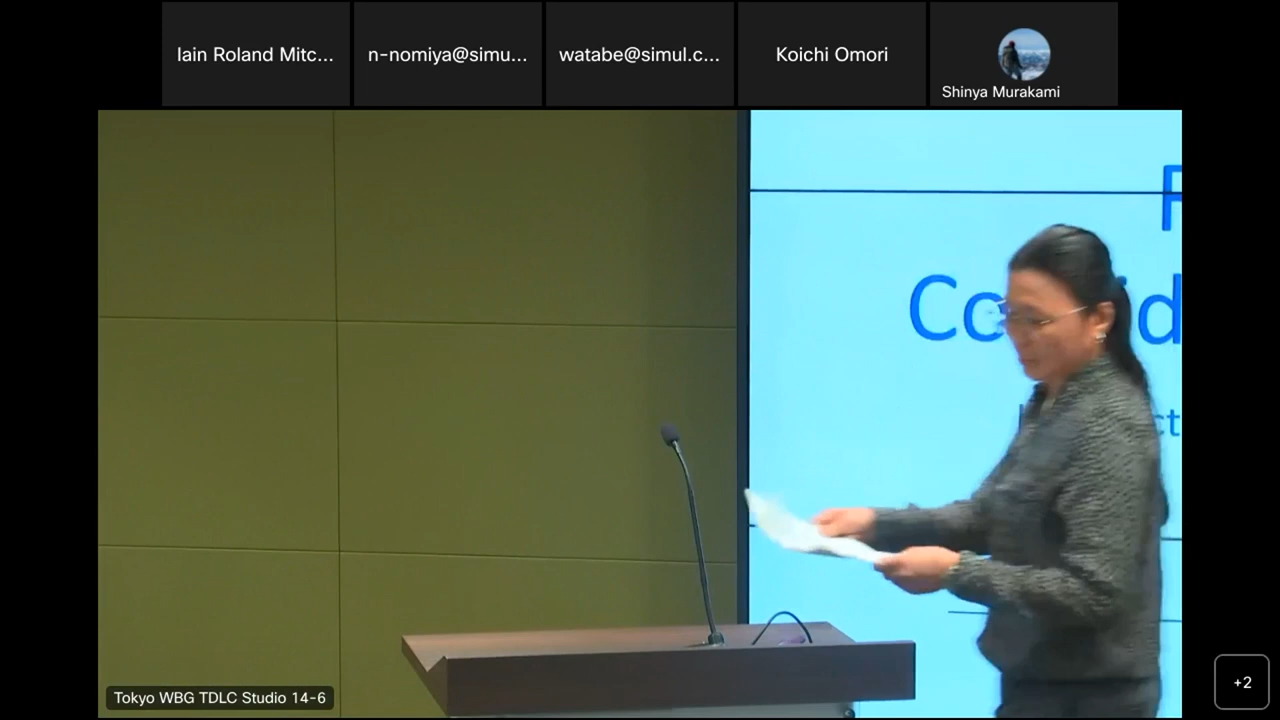 Iain Roland Mitc...
n-nomiya@simu...
watabe@simul.c...
Koichi Omori
Shinya Murakami
Tokyo WBG TDLC Studio 14-6
+2